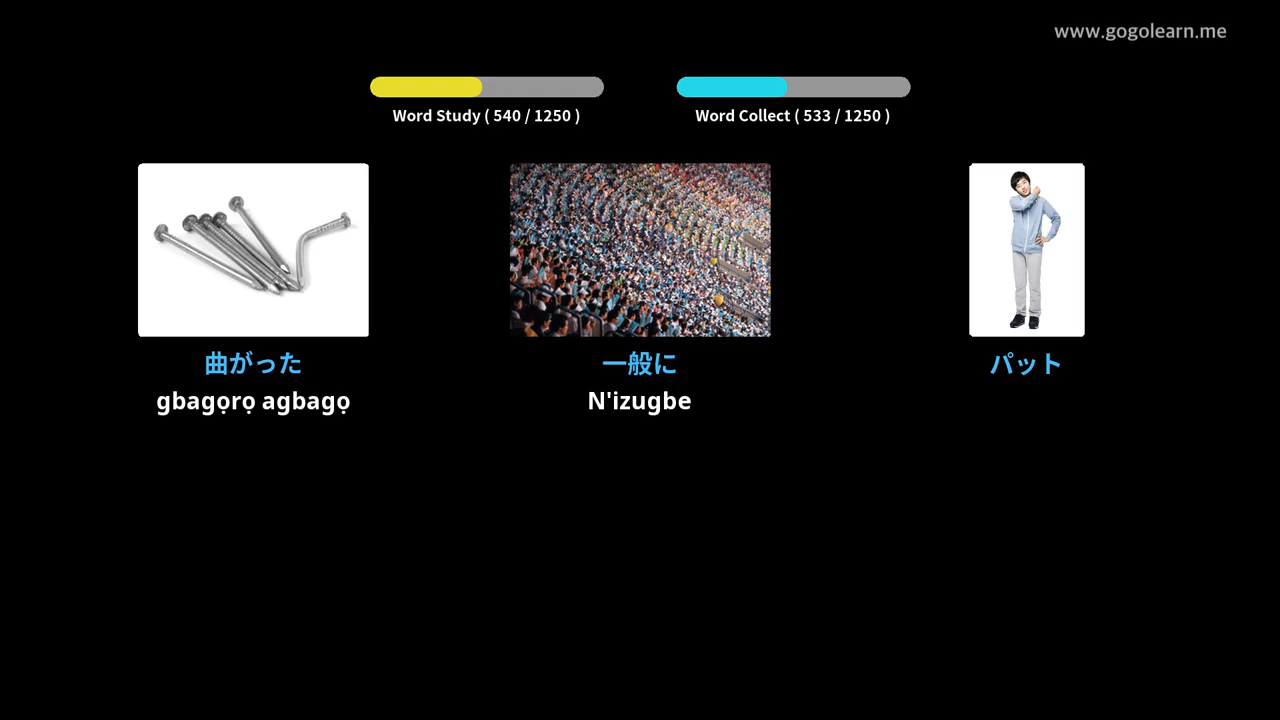 www.gogolearn.me
Word Study ( 540 / 1250 )
Word Collect ( 533 / 1250 )
曲がった
一般に
パット
gbagọrọ agbagọ
N'izugbe